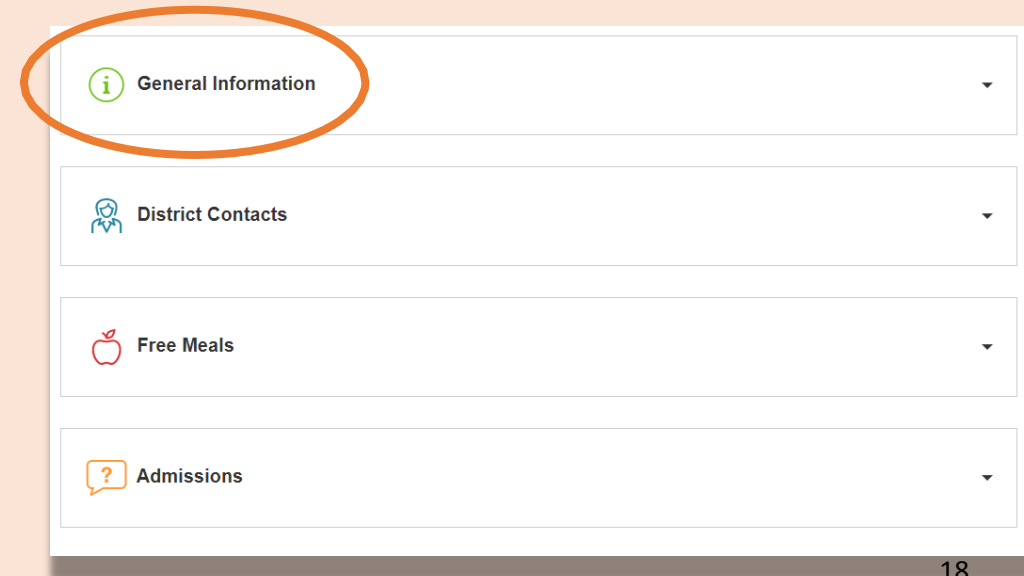 General Information
District Contacts
Free Meals
Admissions
18